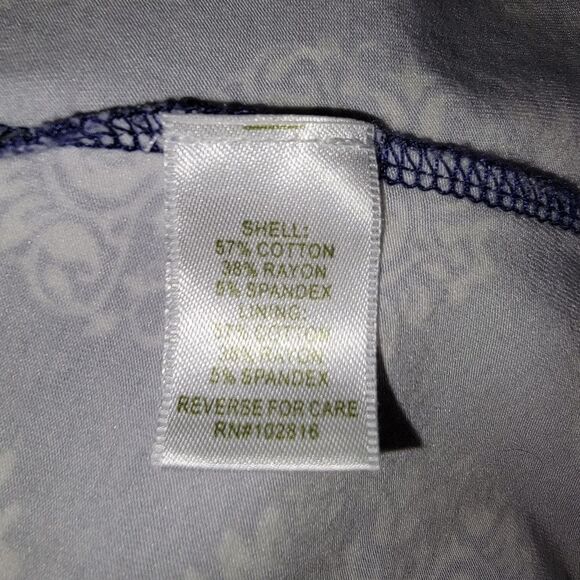 SHELL:
57% COTTON
38% RAYON
5% SPANDEX
LINING:
57% COTTON
38% RAYON
5% SPANDEX
REVERSE FOR CARE
RN#102816